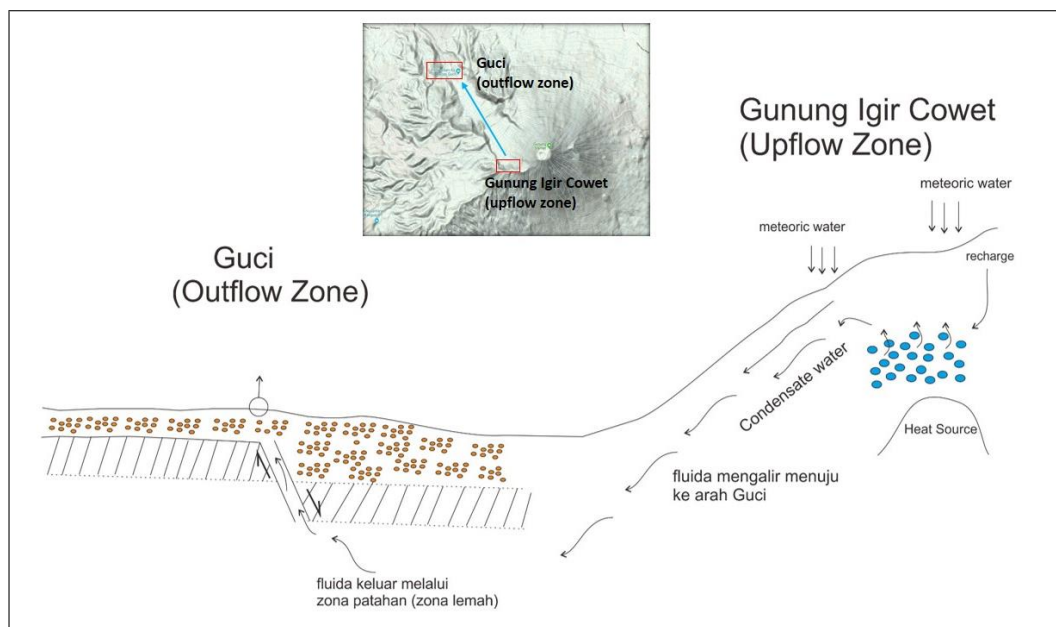 Guci
(outflow zone)
Gunung Igir Cowet
(upflow zone)
Gunung Igir Cowet
(Upflow Zone)
meteoric water
meteoric water
recharge
Guci
(Outflow Zone)
Condensate water
Heat Source
fluida mengalir menuju
ke arah Guci
fluida keluar melalui
zona patahan (zona lemah)